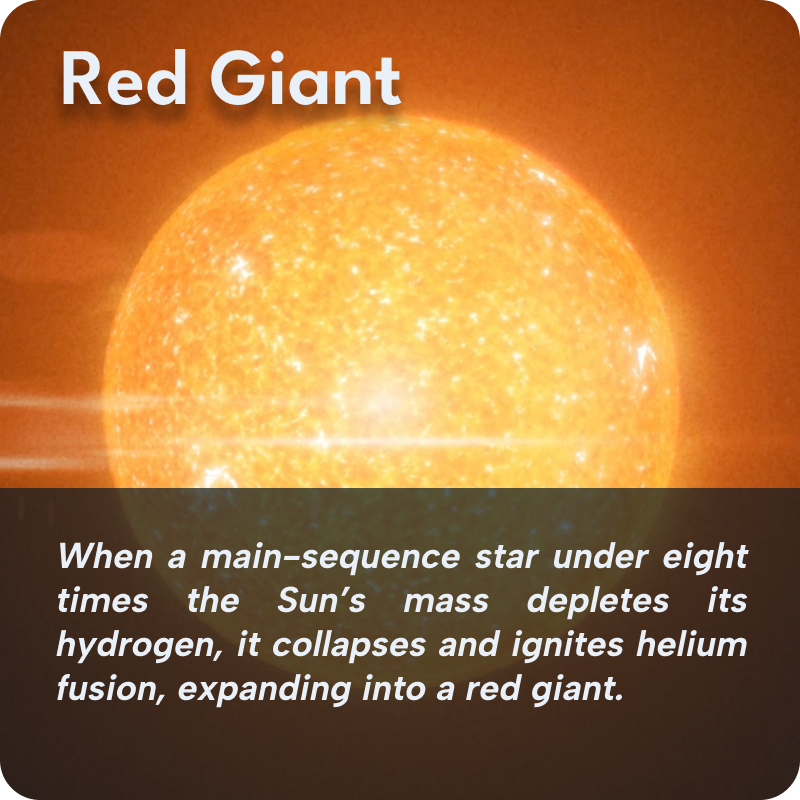 Red Giant
When a main-sequence star under eight
times the Sun’s mass depletes its
hydrogen, it collapses and ignites helium
fusion, expanding into a red giant.